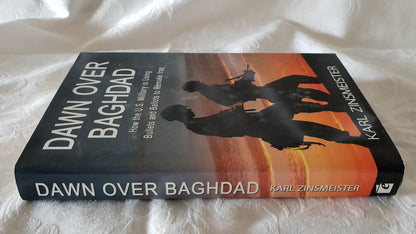 DAWN OVER
BAGHDAD
How the U.S. Military is Using
Bullets and Ballots to Remake Iraq
KARL ZINSMEISTER
DAWN OVER BAGHDAD KARL ZINSMEISTER